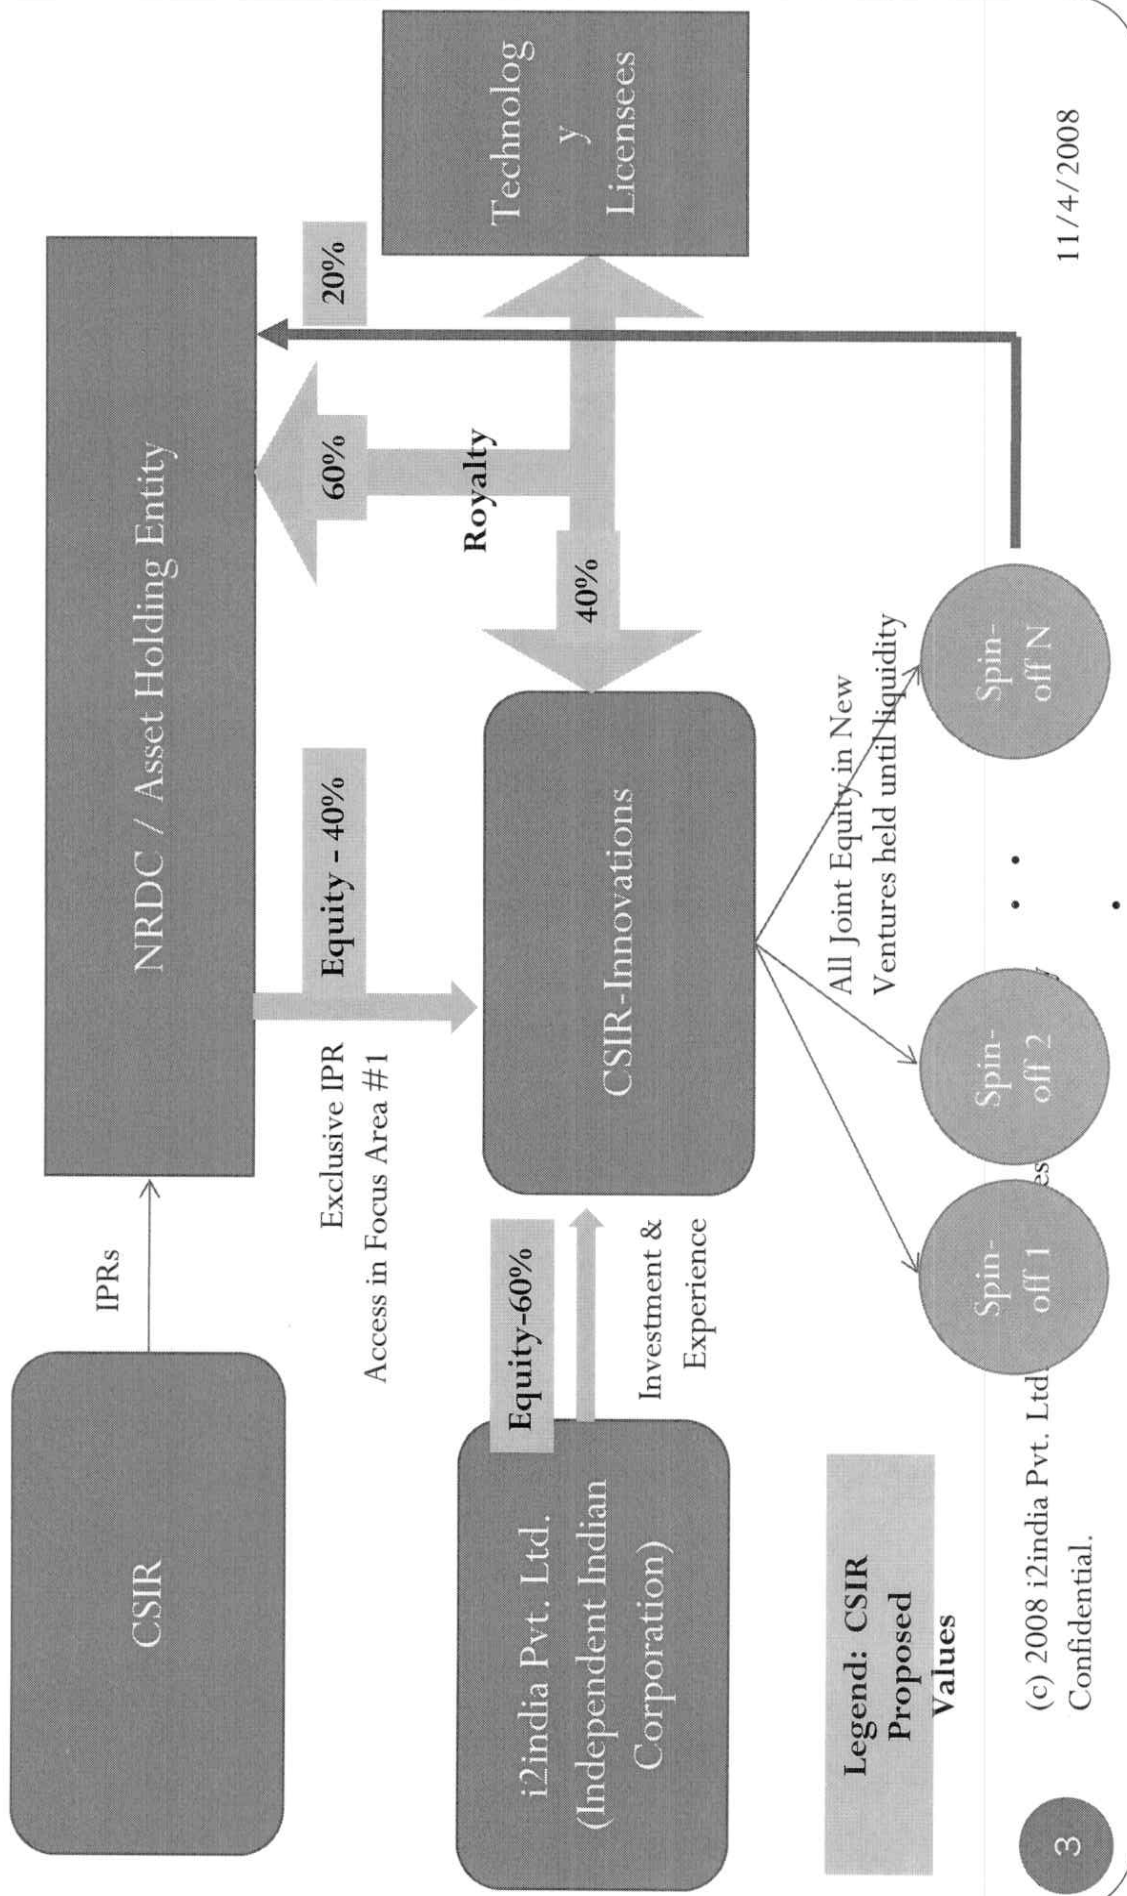 CSIR
IPRs
NRDC / Asset Holding Entity
Exclusive IPR
Access in Focus Area #1
Equity - 40%
60%
20%
Royalty
i2india Pvt. Ltd.
(Independent Indian
Corporation)
Equity-60%
Investment &
Experience
CSIR-Innovations
40%
Technolog
y
Licensees
Legend: CSIR
Proposed
Values
All Joint Equity in New
Ventures held until liquidity
Spin-
off 1
Spin-
off 2
Spin-
off N
3
(c) 2008 i2india Pvt. Ltd.
Confidential.
11/4/2008